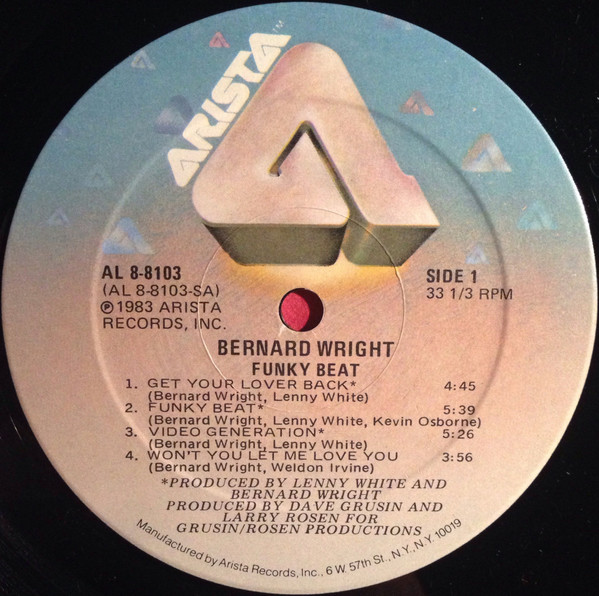 ARISTA™
AL 8-8103
(AL 8-8103-SA)
℗1983 ARISTA
RECORDS, INC.
SIDE 1
33 1/3 RPM
BERNARD WRIGHT
FUNKY BEAT
1. GET YOUR LOVER BACK* 4:45
(Bernard Wright, Lenny White)
2. FUNKY BEAT* 5:39
(Bernard Wright, Lenny White, Kevin Osborne)
3. VIDEO GENERATION* 5:26
(Bernard Wright, Lenny White)
4. WON'T YOU LET ME LOVE YOU 3:56
(Bernard Wright, Weldon Irvine)
*PRODUCED BY LENNY WHITE AND
BERNARD WRIGHT
PRODUCED BY DAVE GRUSIN AND
LARRY ROSEN FOR
GRUSIN/ROSEN PRODUCTIONS
Manufactured by Arista Records, Inc., 6 W. 57th St., N.Y., N.Y. 10019